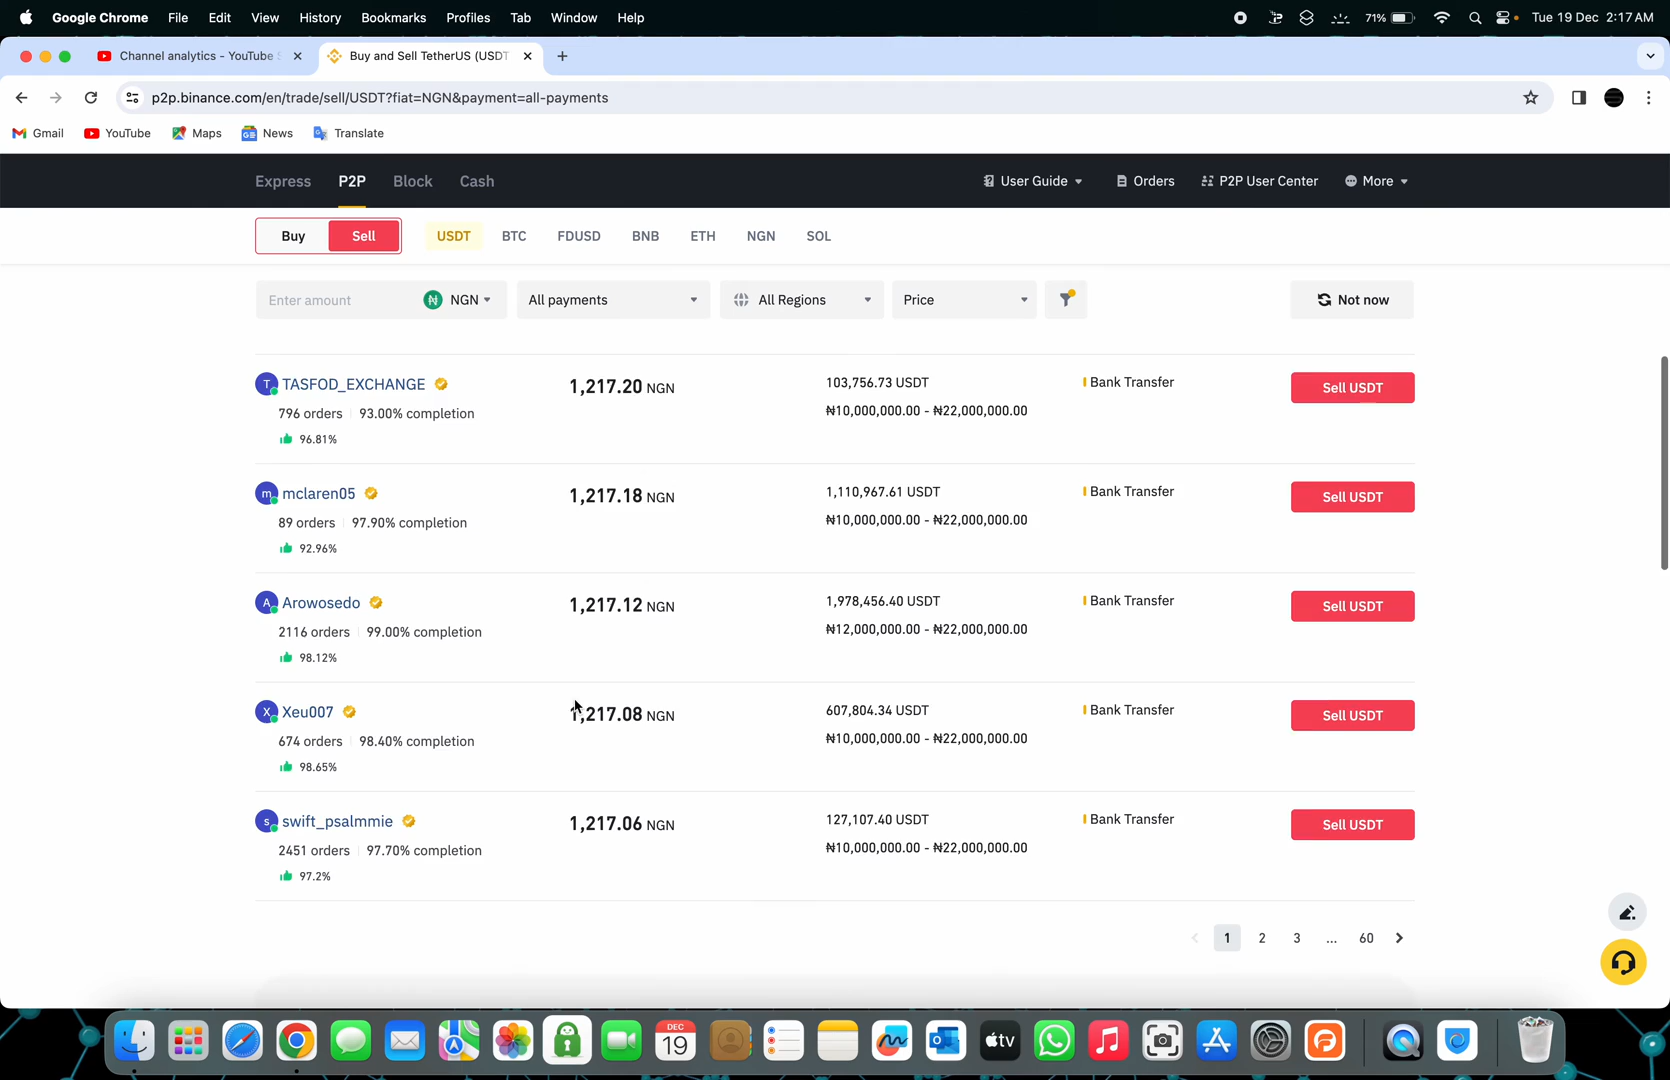 Google Chrome File Edit View History Bookmarks Profiles Tab Window Help 71% Tue 19 Dec 2:17 AM
Channel analytics - YouTube Buy and Sell TetherUS (USDT
p2p.binance.com/en/trade/sell/USDT?fiat=NGN&payment=all-payments
Gmail YouTube Maps News Translate
Express P2P Block Cash User Guide Orders P2P User Center More
Buy Sell USDT BTC FDUSD BNB ETH NGN SOL
Enter amount NGN All payments All Regions Price Not now
T TASFOD_EXCHANGE 1,217.20 NGN 103,756.73 USDT Bank Transfer Sell USDT
796 orders 93.00% completion ₦10,000,000.00 - ₦22,000,000.00
96.81%
m mclaren05 1,217.18 NGN 1,110,967.61 USDT Bank Transfer Sell USDT
89 orders 97.90% completion ₦10,000,000.00 - ₦22,000,000.00
92.96%
A Arowosedo 1,217.12 NGN 1,978,456.40 USDT Bank Transfer Sell USDT
2116 orders 99.00% completion ₦12,000,000.00 - ₦22,000,000.00
98.12%
X Xeu007 1,217.08 NGN 607,804.34 USDT Bank Transfer Sell USDT
674 orders 98.40% completion ₦10,000,000.00 - ₦22,000,000.00
98.65%
s swift_psalmmie 1,217.06 NGN 127,107.40 USDT Bank Transfer Sell USDT
2451 orders 97.70% completion ₦10,000,000.00 - ₦22,000,000.00
97.2%
1 2 3 ... 60
DEC
19
tv